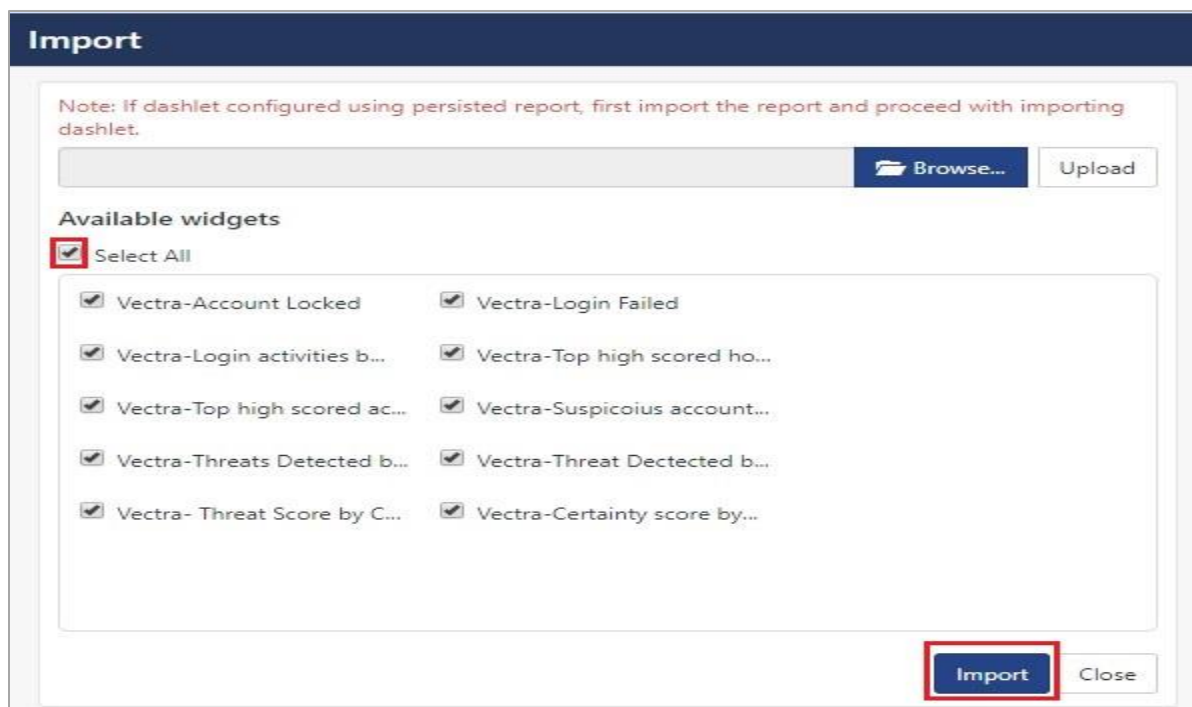 Import
Note: If dashlet configured using persisted report, first import the report and proceed with importing
dashlet.
Browse... Upload
Available widgets
Select All
Vectra-Account Locked Vectra-Login Failed
Vectra-Login activities b... Vectra-Top high scored ho...
Vectra-Top high scored ac... Vectra-Suspicoius account...
Vectra-Threats Detected b... Vectra-Threat Dectected b...
Vectra- Threat Score by C... Vectra-Certainty score by...
Import Close